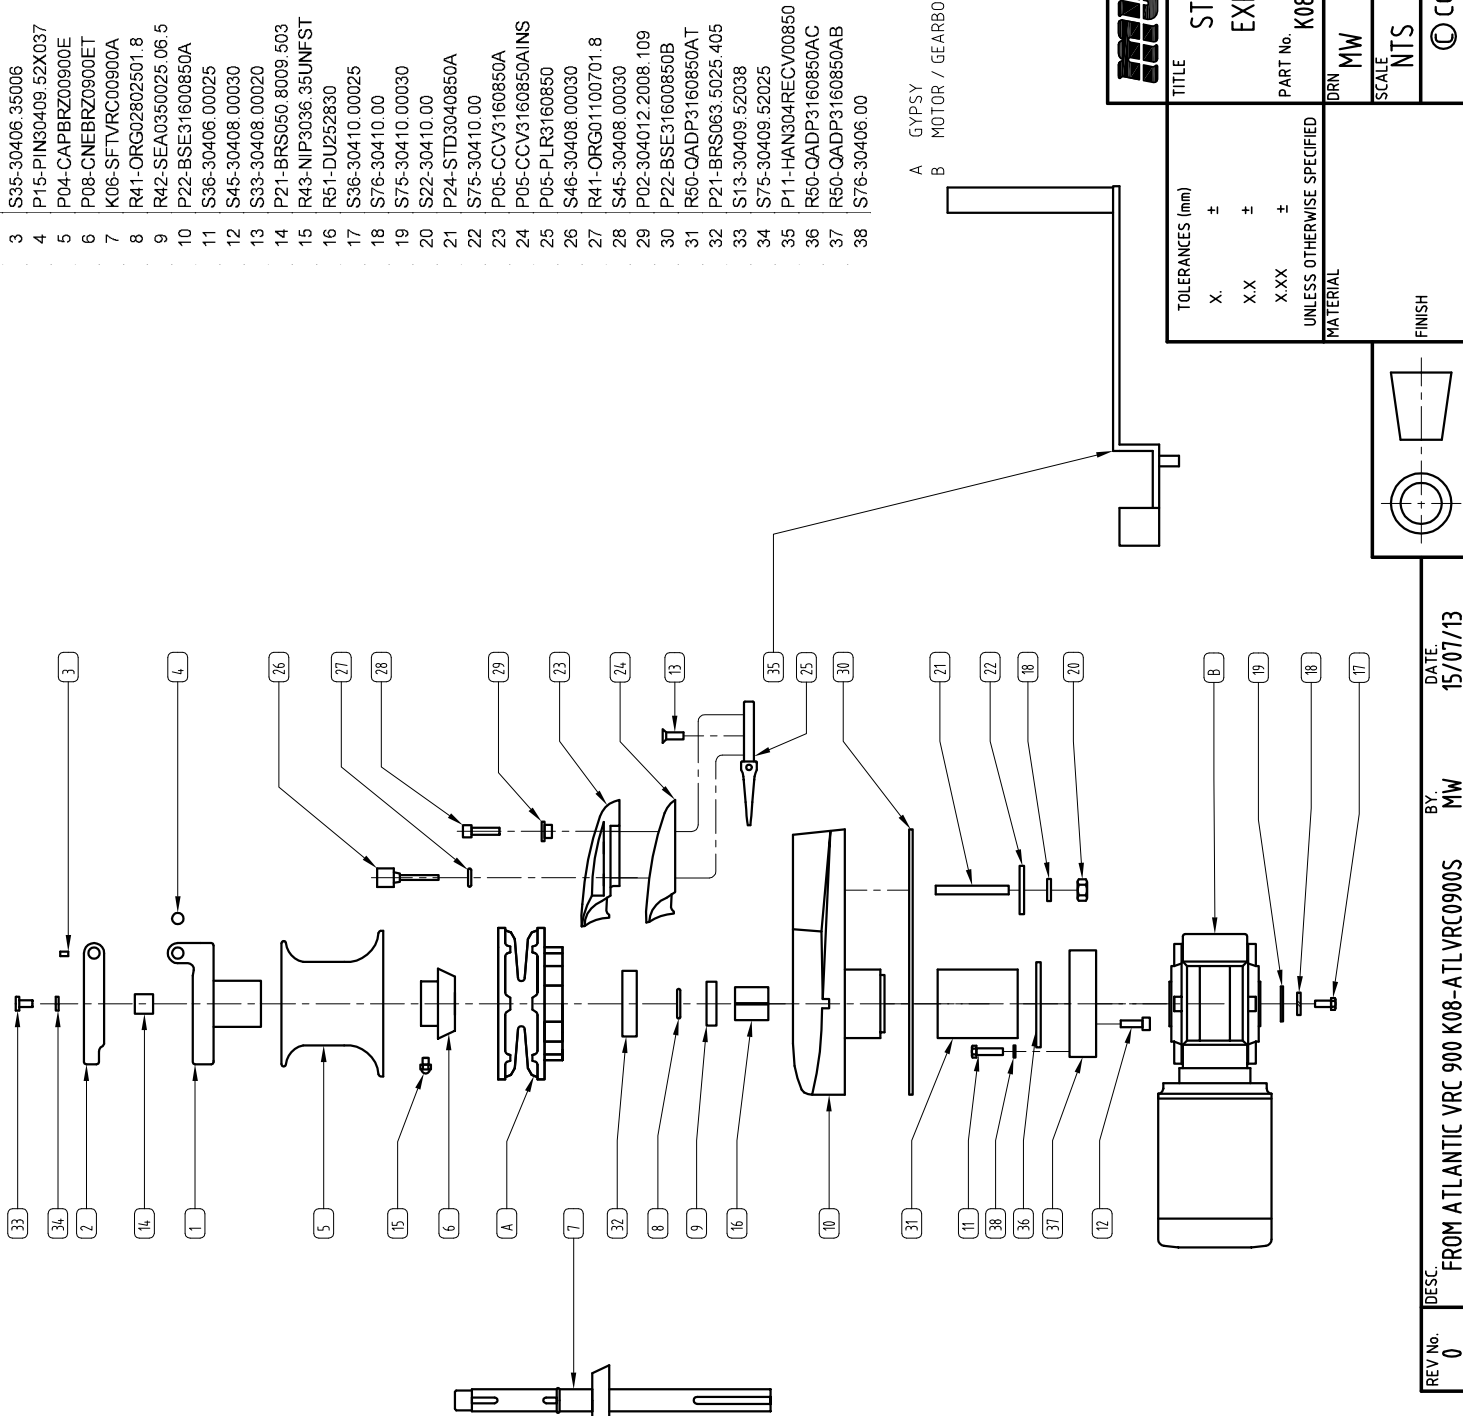 3 S35-30406.35006
4 P15-PIN30409.52X037
5 P04-CAPBRZ00900E
6 P08-CNEBRZ0900ET
7 K06-SFTVRC00900A
8 R41-ORG02802501.8
9 R42-SEA0350025.06.5
10 P22-BSE31600850A
11 S36-30406.00025
12 S45-30408.00030
13 S33-30408.00020
14 P21-BRS050.8009.503
15 R43-NIP3036.35UNFST
16 R51-DU252830
17 S36-30410.00025
18 S76-30410.00
19 S75-30410.00030
20 S22-30410.00
21 P24-STD3040850A
22 S75-30410.00
23 P05-CCV3160850A
24 P05-CCV3160850AINS
25 P05-PLR3160850
26 S46-30408.00030
27 R41-ORG01100701.8
28 S45-30408.00030
29 P02-304012.2008.109
30 P22-BSE31600850B
31 R50-QADP3160850AT
32 P21-BRS063.5025.405
33 S13-30409.52038
34 S75-30409.52025
35 P11-HAN304RECV00850
36 R50-QADP3160850AC
37 R50-QADP3160850AB
38 S76-30406.00
A GYPSY
B MOTOR / GEARBO
3
4
26
27
28
29
23
24
13
35
25
30
21
22
18
20
B
19
18
17
33
34
2
14
1
5
15
6
A
7
32
8
9
16
10
31
11
38
36
37
12
TOLERANCES (mm)
X. ±
X.X ±
X.XX ±
UNLESS OTHERWISE SPECIFIED
MATERIAL
FINISH
TITLE
ST
EX
PART No.
K08
DRN
MW
SCALE
NTS
© CO
REV No.
0
DESC.
FROM ATLANTIC VRC 900 K08-ATLVRC0900S
BY.
MW
DATE.
15/07/13